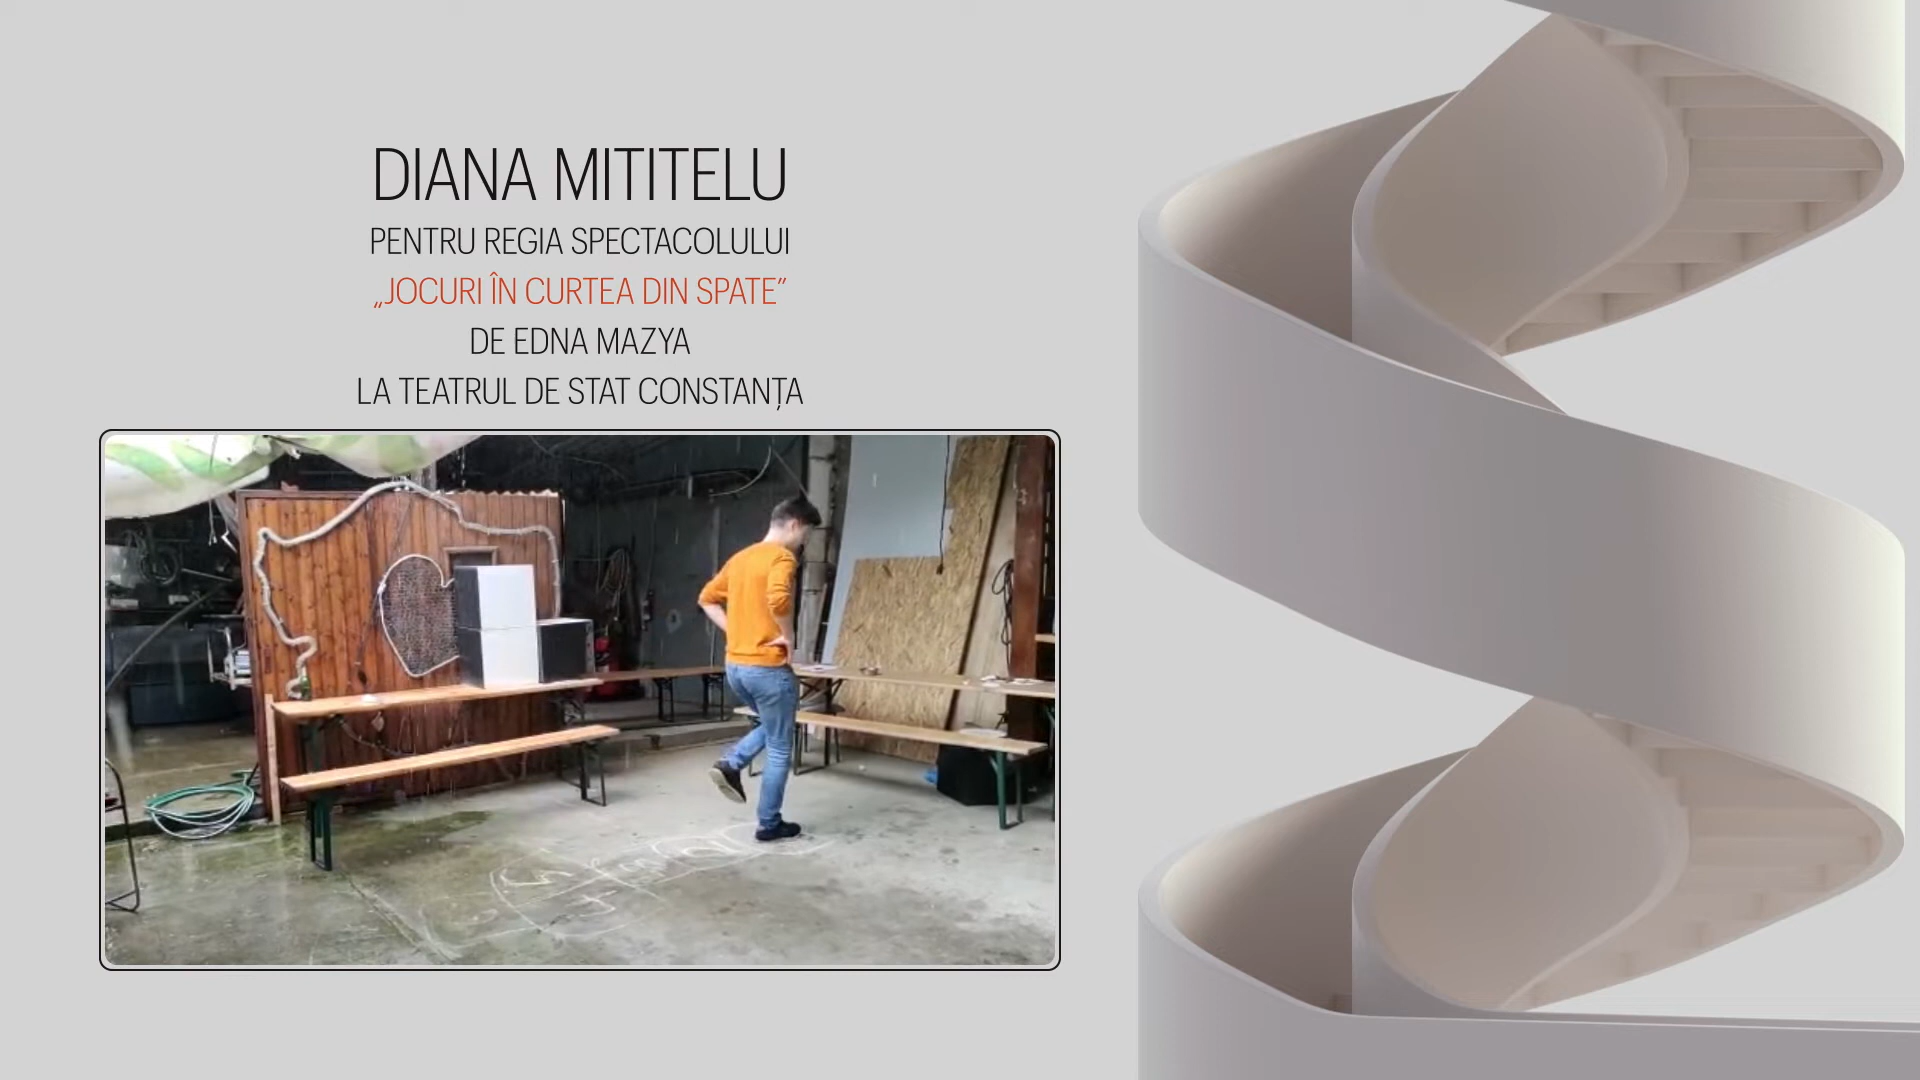 DIANA MITITELU
PENTRU REGIA SPECTACOLULUI
„JOCURI ÎN CURTEA DIN SPATE”
DE EDNA MAZYA
LA TEATRUL DE STAT CONSTANȚA